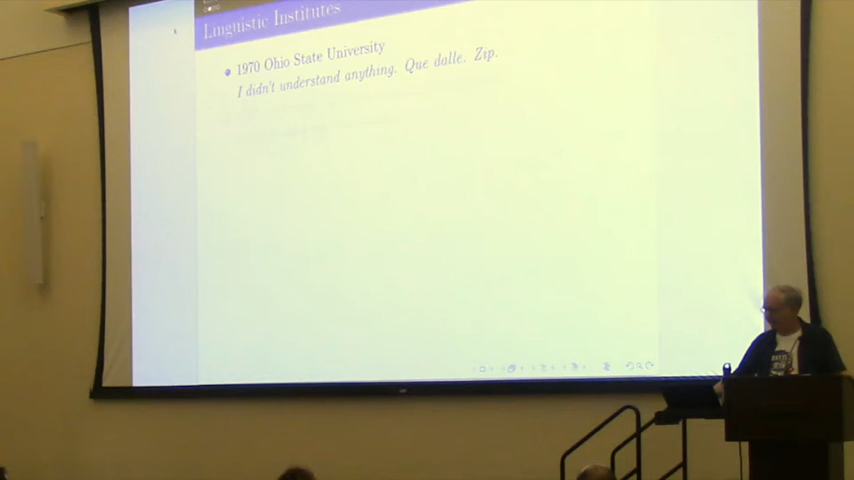 Linguistic Institutes
1970 Ohio State University
I didn't understand anything. Que dalle. Zip.